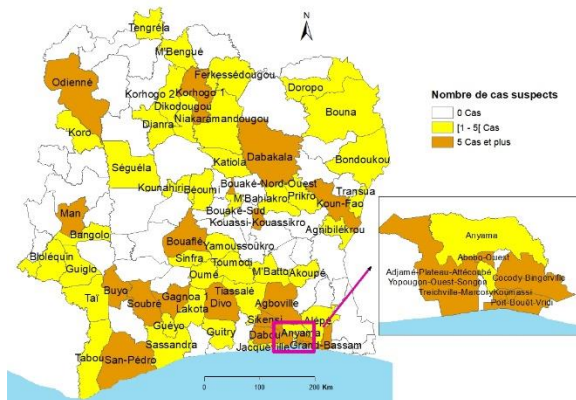 Tengréla
N
M'Bengué
Ferkessédougou
Odienné
Korhogo 2
Korhogo 1
Doropo
Dikodougou
Bouna
Niakaramandougou
Koro
Dianra
Séguéla
Katiola
Dabakala
Bondoukou
Kounahiri
Béoumi
Bouaké-Nord-Ouest
Transua
M'Bahiakro
Prikro
Koun-Fao
Man
Bouaké-Sud
Kouassi-Kouassikro
Bangolo
Bouaflé
Yamoussoukro
Agnibilékrou
Bloléquin
Sinfra
Toumodi
Guiglo
Oumé
M'Batto
Akoupé
Taï
Buyo
Soubré
Gagnoa 1
Lakota
Divo
Tiassalé
Agboville
Sikensi
Alépé
Guéyo
Guitry
Dabou
Anyama
Tabou
San-Pédro
Sassandra
Jacqueville
Grand-Bassam
0
100
200 Km
Nombre de cas suspects
0 Cas
[1 - 5[ Cas
5 Cas et plus
Anyama
Abobo-Ouest
Adjamé-Plateau-Attécoubé
Cocody-Bingerville
Yopougon-Ouest-Songon
Treichville-Marcory
Koumassi
...
Port-Bouët-Vridi